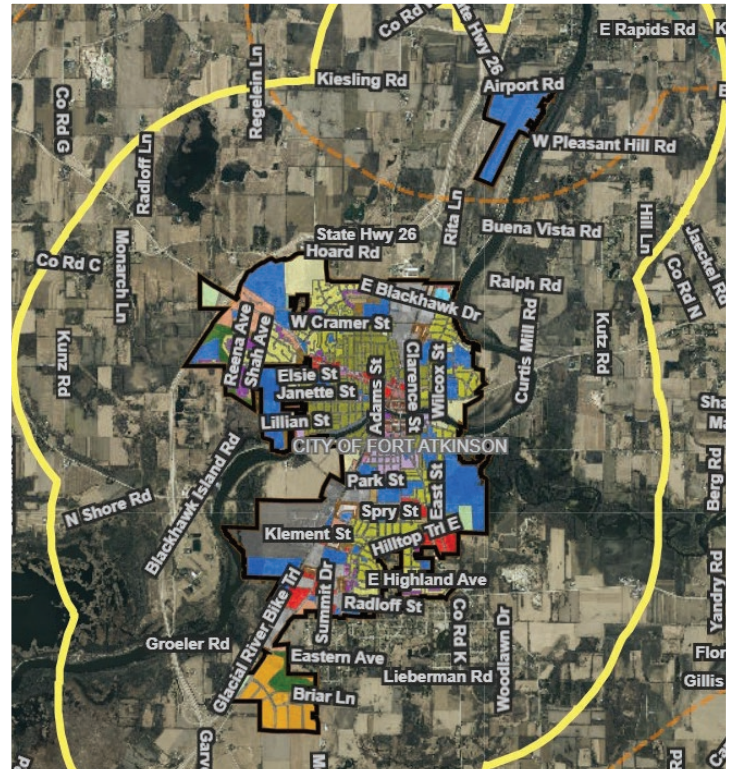 Co Rd
State Hwy 26
E Rapids Rd
Kiesling Rd
Airport Rd
Regelein Ln
Co Rd G
Radloff Ln
W Pleasant Hill Rd
Rita Ln
Buena Vista Rd
Hill Ln
Jaeckel Rd
State Hwy 26
Hoard Rd
Co Rd C
Monarch Ln
Co Rd N
E Blackhawk Dr
Ralph Rd
W Cramer St
Reena Ave
Shah Ave
Kunz Rd
Curtis Mill Rd
Kutz Rd
Elsie St
Janette St
Adams St
Clarence St
Wilcox St
Lillian St
CITY OF FORT ATKINSON
Blackhawk Island Rd
Park St
East St
Berg Rd
N Shore Rd
Spry St
Klement St
Hilltop Trl E
E Highland Ave
Yandry Rd
Radloff St
Summit Dr
Glacial River Bike Trl
Co Rd K
Woodlawn Dr
Groeler Rd
Eastern Ave
Lieberman Rd
Gillis
Briar Ln